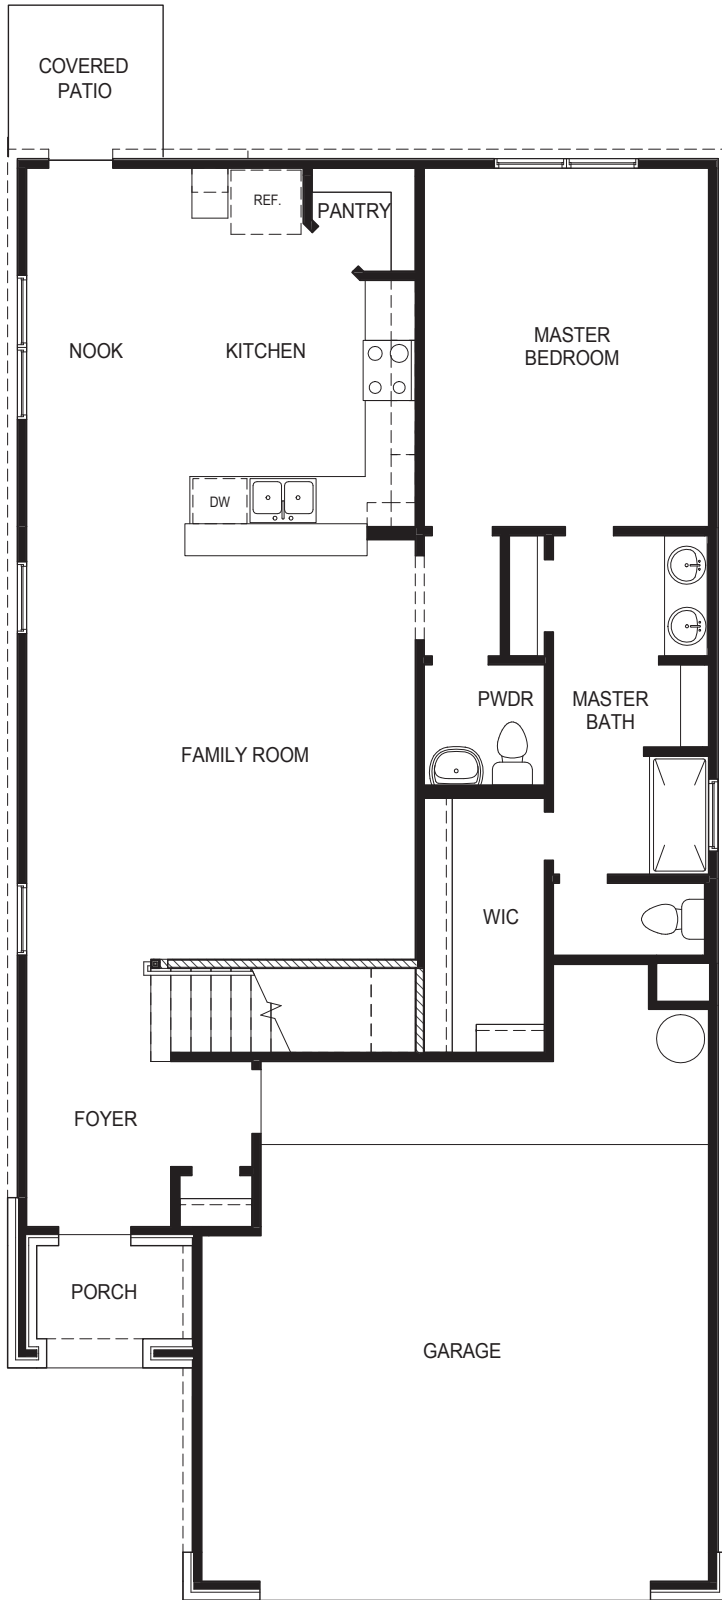 COVERED
PATIO
REF.
PANTRY
NOOK
KITCHEN
MASTER
BEDROOM
DW
PWDR
MASTER
BATH
FAMILY ROOM
WIC
FOYER
PORCH
GARAGE